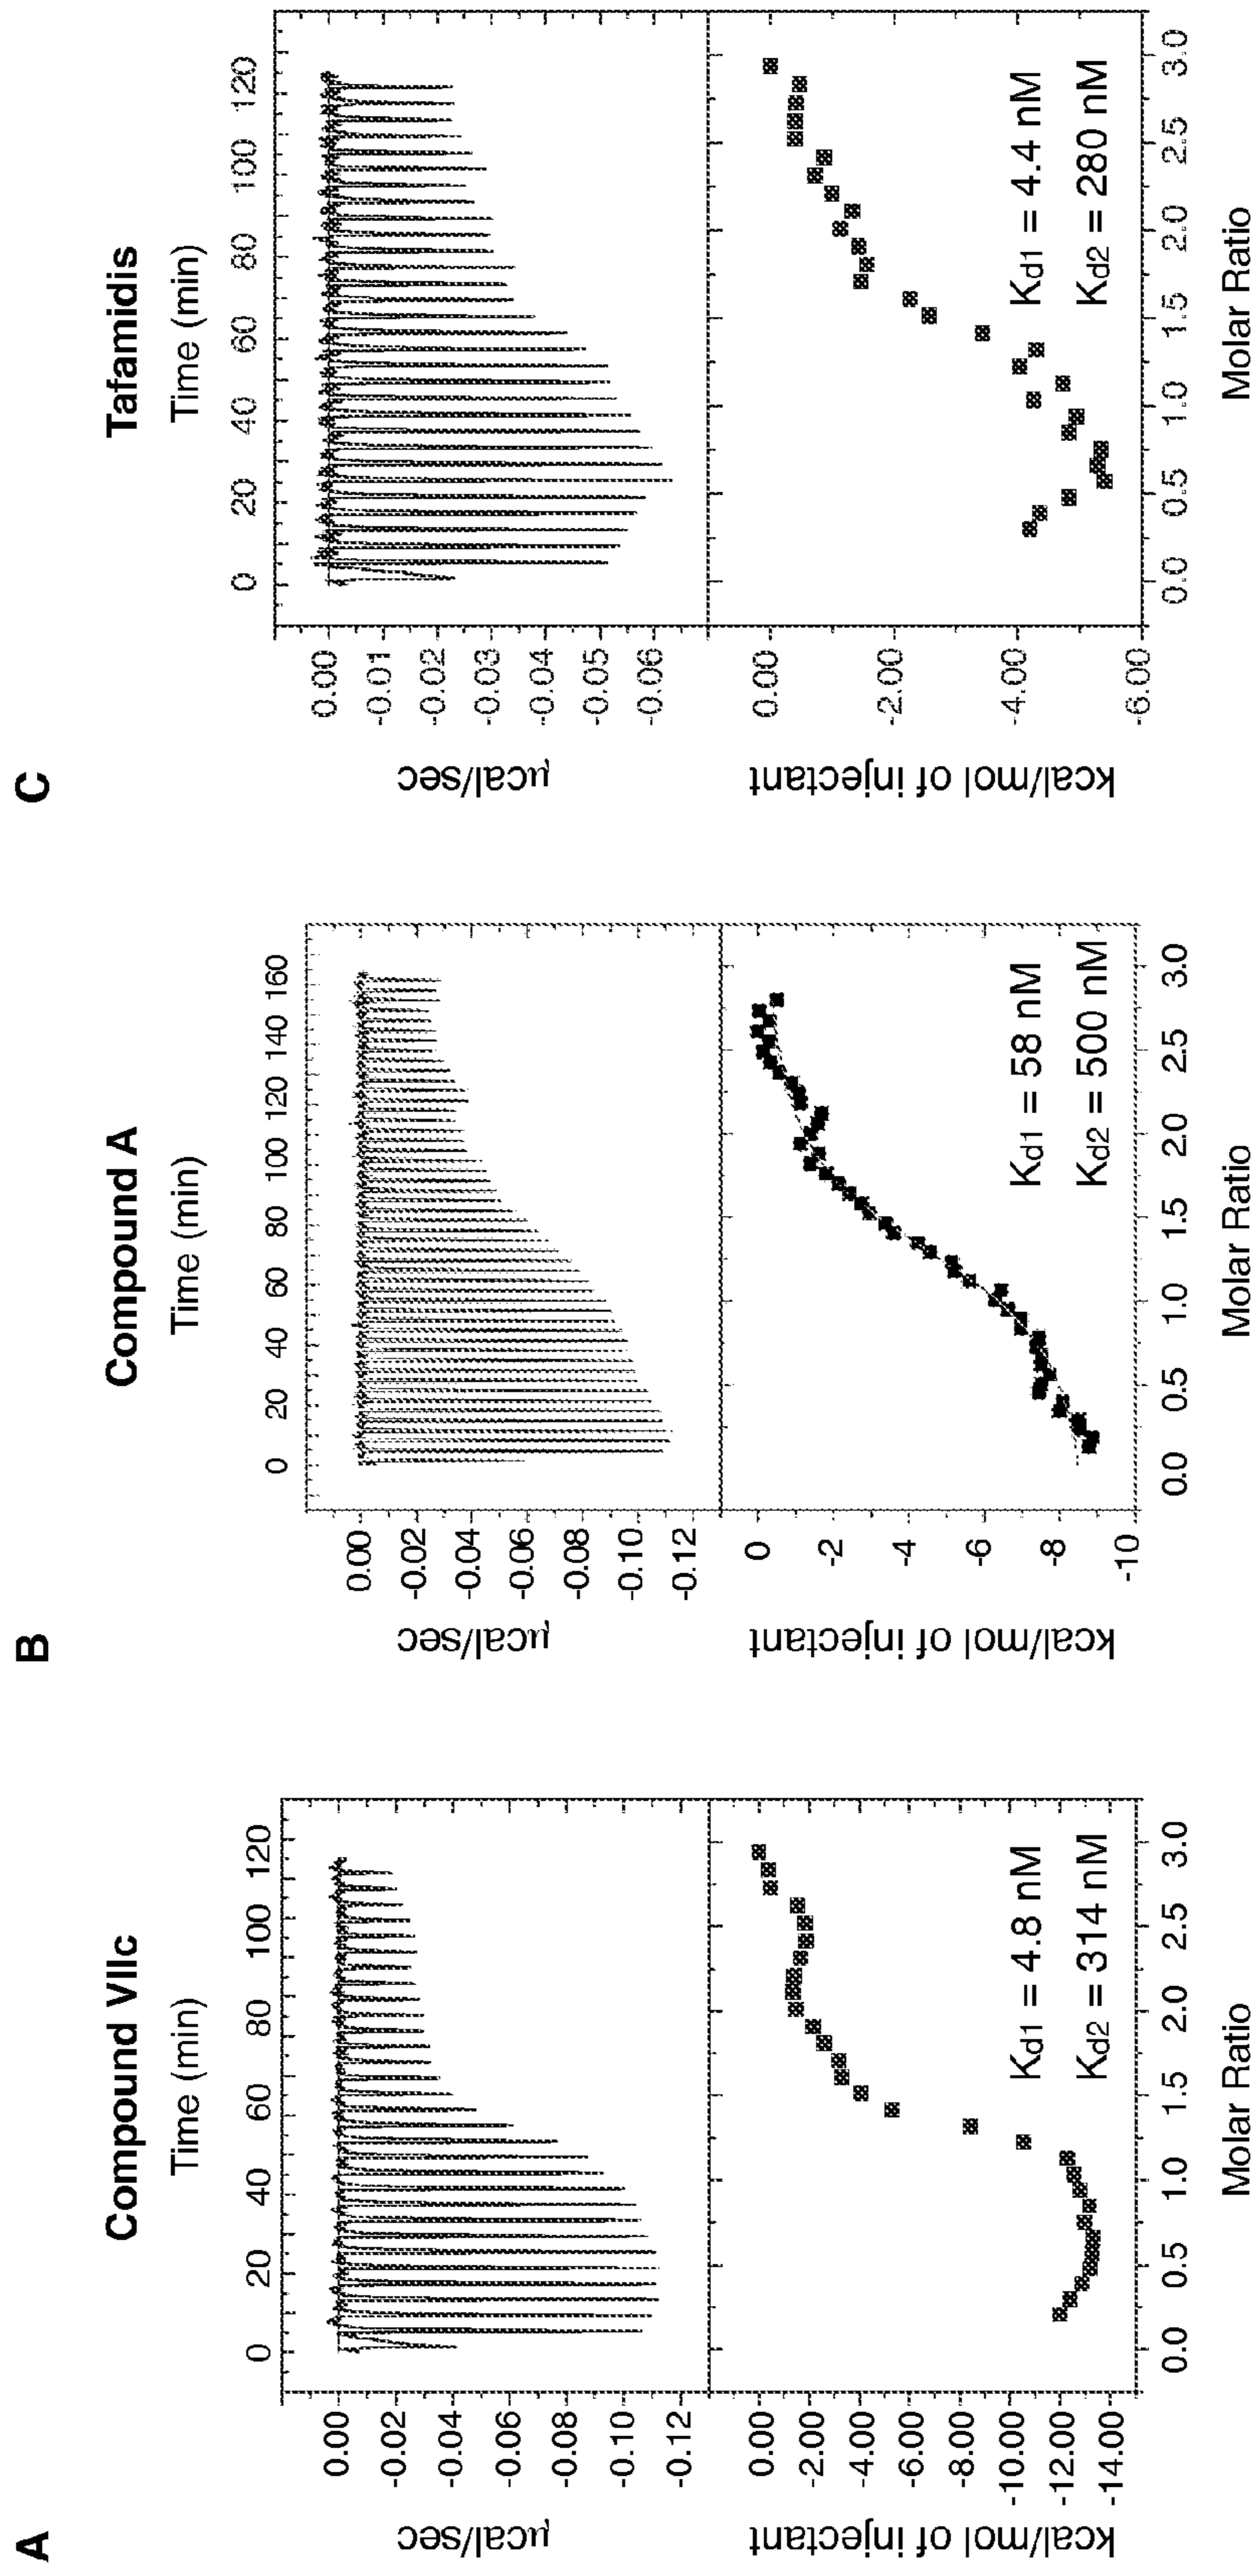 A
Compound VIIc
Time (min)
0 20 40 60 80 100 120
0.00
-0.02
-0.04
-0.06
-0.08
-0.10
-0.12
µcal/sec
0.00
-2.00
-4.00
-6.00
-8.00
-10.00
-12.00
-14.00
kcal/mol of injectant
Kd1 = 4.8 nM
Kd2 = 314 nM
0.0 0.5 1.0 1.5 2.0 2.5 3.0
Molar Ratio
B
Compound A
Time (min)
0 20 40 60 80 100 120 140 160
0.00
-0.02
-0.04
-0.06
-0.08
-0.10
-0.12
µcal/sec
0
-2
-4
-6
-8
-10
kcal/mol of injectant
Kd1 = 58 nM
Kd2 = 500 nM
0.0 0.5 1.0 1.5 2.0 2.5 3.0
Molar Ratio
C
Tafamidis
Time (min)
0 20 40 60 80 100 120
0.00
-0.01
-0.02
-0.03
-0.04
-0.05
-0.06
µcal/sec
0.00
-2.00
-4.00
-6.00
kcal/mol of injectant
Kd1 = 4.4 nM
Kd2 = 280 nM
0.0 0.5 1.0 1.5 2.0 2.5 3.0
Molar Ratio